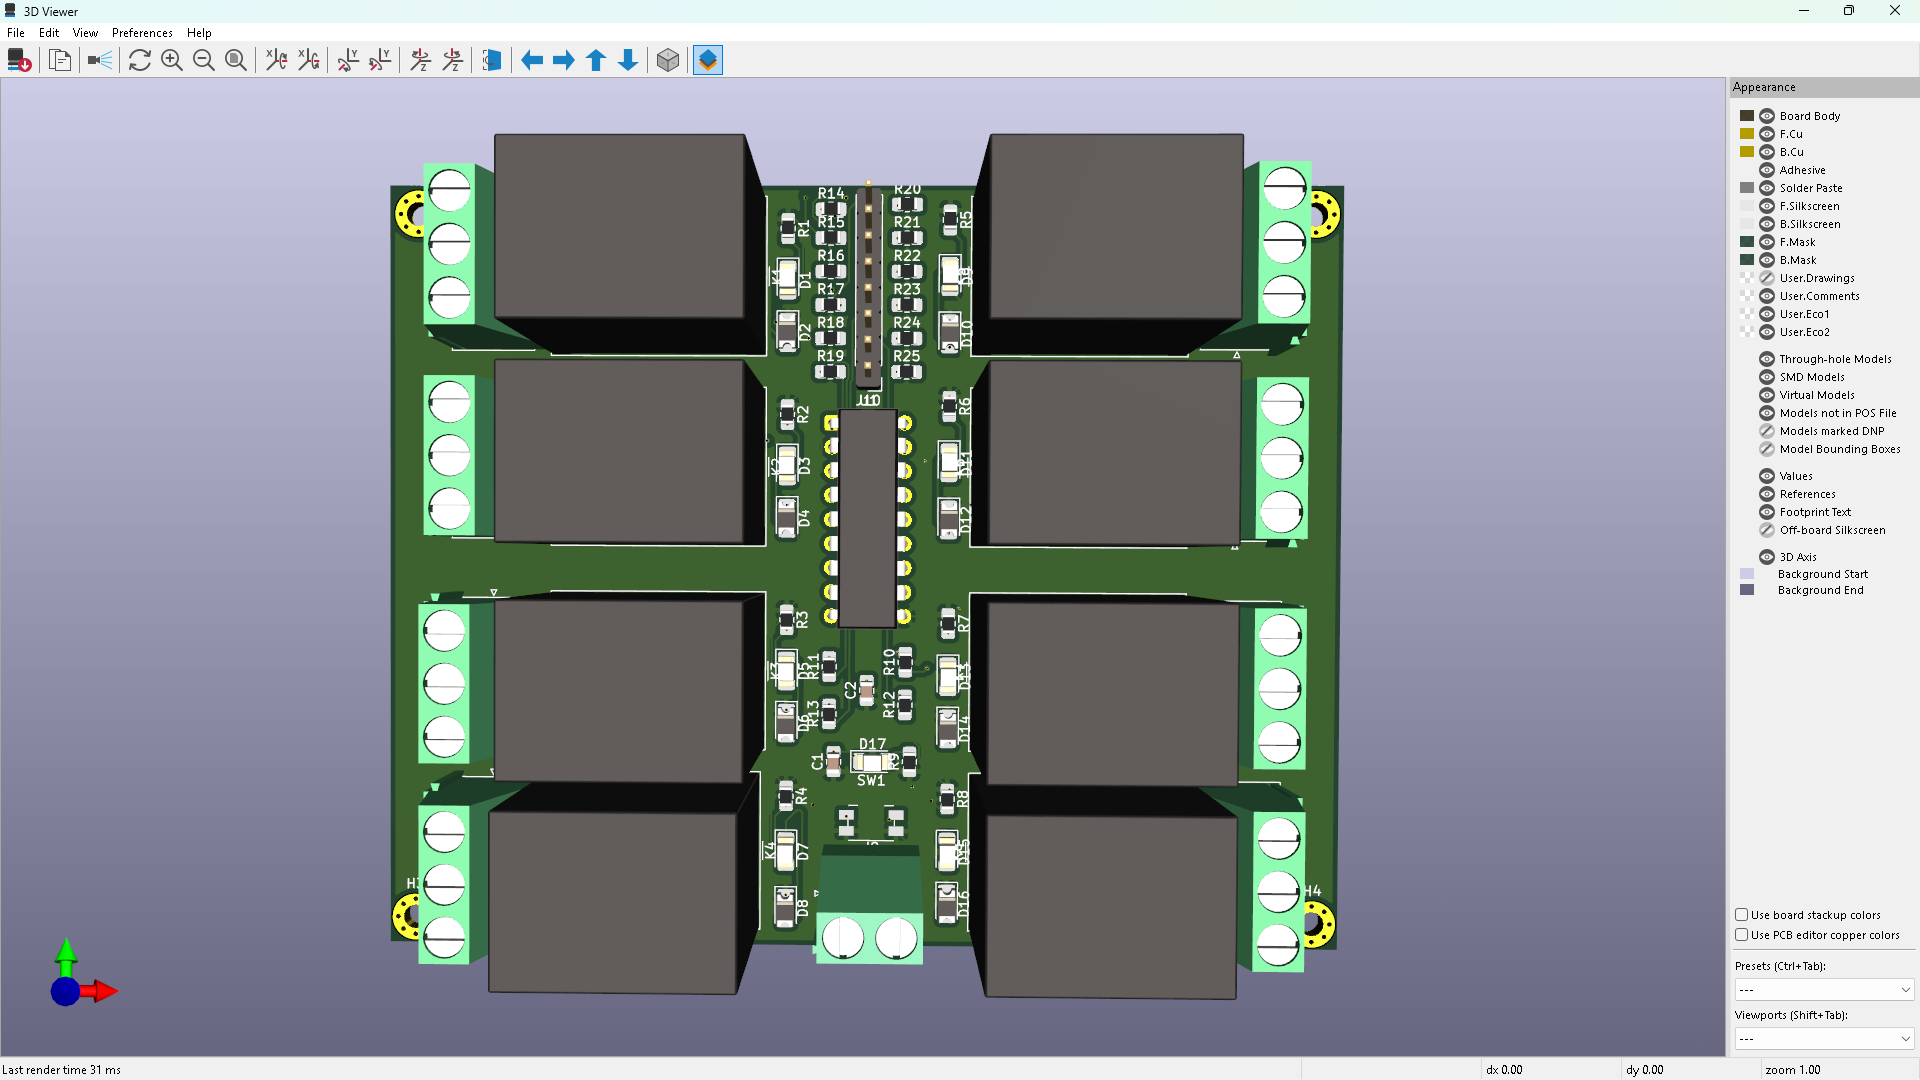 3D Viewer
File Edit View Preferences Help
Appearance
Board Body
F.Cu
B.Cu
Adhesive
Solder Paste
F.Silkscreen
B.Silkscreen
F.Mask
B.Mask
User.Drawings
User.Comments
User.Eco1
User.Eco2
Through-hole Models
SMD Models
Virtual Models
Models not in POS File
Models marked DNP
Model Bounding Boxes
Values
References
Footprint Text
Off-board Silkscreen
3D Axis
Background Start
Background End
Use board stackup colors
Use PCB editor copper colors
Presets (Ctrl+Tab):
---
Viewports (Shift+Tab):
---
R14 R20
R1 R15 R21 R5
R16 R22
K1 D1
R17 R23
D2 R18 R24 D10
R19 R25
R2 R6
K2 D3
D4 D12
R3 R7
K3 D5 R11 R10
C2
D6 R13 R12 D14
D17
C1 R9
SW1
R4 R8
K4 D7 D15
H4
D8 D16
Last render time 31 ms
dx 0.00
dy 0.00
zoom 1.00